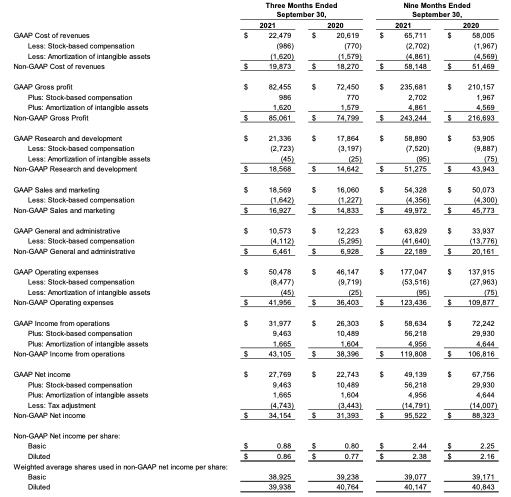 Three Months Ended Nine Months Ended
September 30, September 30,
2021 2020 2021 2020
GAAP Cost of revenues $ 22,479 $ 20,619 $ 65,711 $ 58,005
Less: Stock-based compensation (986) (770) (2,702) (1,967)
Less: Amortization of intangible assets (1,620) (1,579) (4,861) (4,569)
Non-GAAP Cost of revenues $ 19,873 $ 18,270 $ 58,148 $ 51,469
GAAP Gross profit $ 82,455 $ 72,450 $ 235,681 $ 210,157
Plus: Stock-based compensation 986 770 2,702 1,967
Plus: Amortization of intangible assets 1,620 1,579 4,861 4,569
Non-GAAP Gross Profit $ 85,061 $ 74,799 $ 243,244 $ 216,693
GAAP Research and development $ 21,336 $ 17,864 $ 58,890 $ 53,905
Less: Stock-based compensation (2,723) (3,197) (7,520) (9,887)
Less: Amortization of intangible assets (45) (25) (95) (75)
Non-GAAP Research and development $ 18,568 $ 14,642 $ 51,275 $ 43,943
GAAP Sales and marketing $ 18,569 $ 16,060 $ 54,328 $ 50,073
Less: Stock-based compensation (1,642) (1,227) (4,356) (4,300)
Non-GAAP Sales and marketing $ 16,927 $ 14,833 $ 49,972 $ 45,773
GAAP General and administrative $ 10,573 $ 12,223 $ 63,829 $ 33,937
Less: Stock-based compensation (4,112) (5,295) (41,640) (13,776)
Non-GAAP General and administrative $ 6,461 $ 6,928 $ 22,189 $ 20,161
GAAP Operating expenses $ 50,478 $ 46,147 $ 177,047 $ 137,915
Less: Stock-based compensation (8,477) (9,719) (53,516) (27,963)
Less: Amortization of intangible assets (45) (25) (95) (75)
Non-GAAP Operating expenses $ 41,956 $ 36,403 $ 123,436 $ 109,877
GAAP Income from operations $ 31,977 $ 26,303 $ 58,634 $ 72,242
Plus: Stock-based compensation 9,463 10,489 56,218 29,930
Plus: Amortization of intangible assets 1,665 1,604 4,956 4,644
Non-GAAP Income from operations $ 43,105 $ 38,396 $ 119,808 $ 106,816
GAAP Net income $ 27,769 $ 22,743 $ 49,139 $ 67,756
Plus: Stock-based compensation 9,463 10,489 56,218 29,930
Plus: Amortization of intangible assets 1,665 1,604 4,956 4,644
Less: Tax adjustment (4,743) (3,443) (14,791) (14,007)
Non-GAAP Net income $ 34,154 $ 31,393 $ 95,522 $ 88,323
Non-GAAP Net income per share:
Basic $ 0.88 $ 0.80 $ 2.44 $ 2.25
Diluted $ 0.86 $ 0.77 $ 2.38 $ 2.16
Weighted average shares used in non-GAAP net income per share:
Basic 38,925 39,238 39,077 39,171
Diluted 39,938 40,764 40,147 40,843